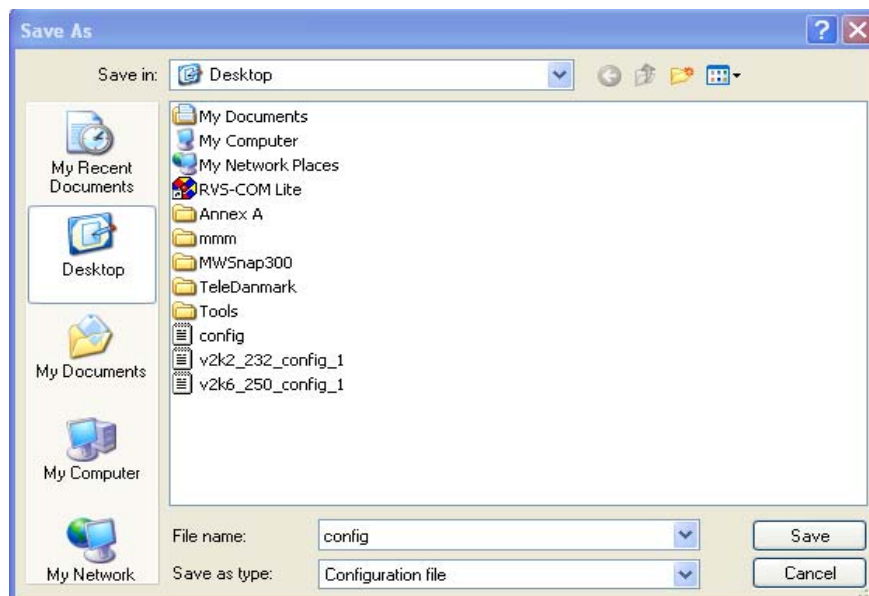 Save As
Save in:
Desktop
My Recent
Documents
Desktop
My Documents
My Computer
My Network
My Documents
My Computer
My Network Places
RVS-COM Lite
Annex A
mmm
MWSnap300
TeleDanmark
Tools
config
v2k2_232_config_1
v2k6_250_config_1
File name:
config
Save
Save as type:
Configuration file
Cancel